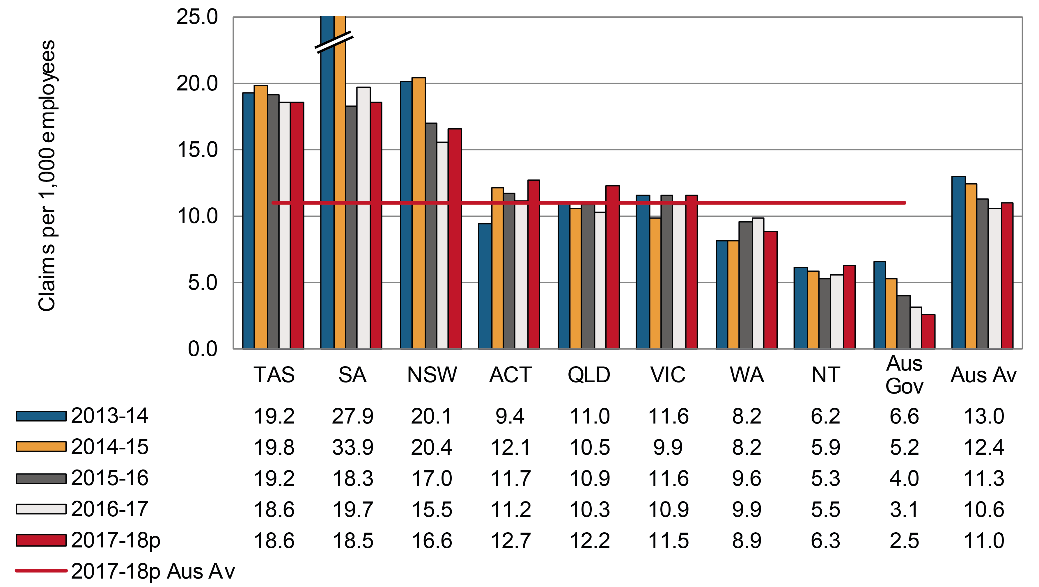 Claims per 1,000 employees
25.0
20.0
15.0
10.0
5.0
0.0
TAS SA NSW ACT QLD VIC WA NT Aus Gov Aus Av
2013-14 19.2 27.9 20.1 9.4 11.0 11.6 8.2 6.2 6.6 13.0
2014-15 19.8 33.9 20.4 12.1 10.5 9.9 8.2 5.9 5.2 12.4
2015-16 19.2 18.3 17.0 11.7 10.9 11.6 9.6 5.3 4.0 11.3
2016-17 18.6 19.7 15.5 11.2 10.3 10.9 9.9 5.5 3.1 10.6
2017-18p 18.6 18.5 16.6 12.7 12.2 11.5 8.9 6.3 2.5 11.0
2017-18p Aus Av